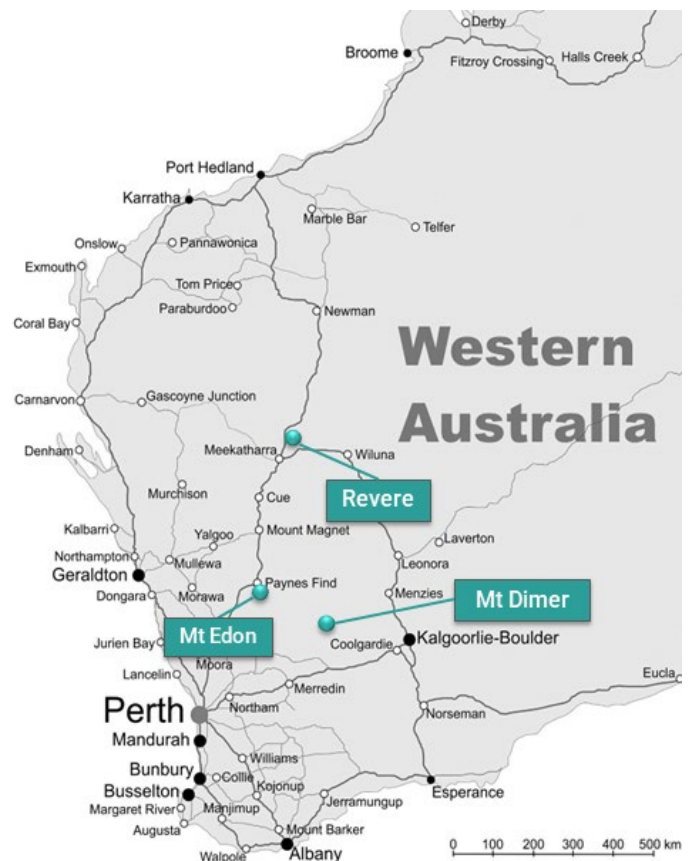 Derby
Broome
Fitzroy Crossing
Halls Creek
Port Hedland
Karratha
Marble Bar
Telfer
Onslow
Pannawonica
Exmouth
Tom Price
Paraburdoo
Newman
Coral Bay
Western
Australia
Carnarvon
Gascoyne Junction
Denham
Meekatharra
Wiluna
Murchison
Revere
Cue
Kalbarri
Yalgoo
Mount Magnet
Laverton
Northampton
Mullewa
Leonora
Geraldton
Paynes Find
Dongara
Morawa
Menzies
Mt Dimer
Mt Edon
Jurien Bay
Kalgoorlie-Boulder
Coolgardie
Moora
Lancelin
Merredin
Eucla
Northam
Perth
Norseman
Mandurah
Williams
Bunbury
Collie
Busselton
Kojonup
Esperance
Margaret River
Manjimup
Jerramungup
Augusta
Mount Barker
Walpole
Albany
0 100 200 300 400 500 km